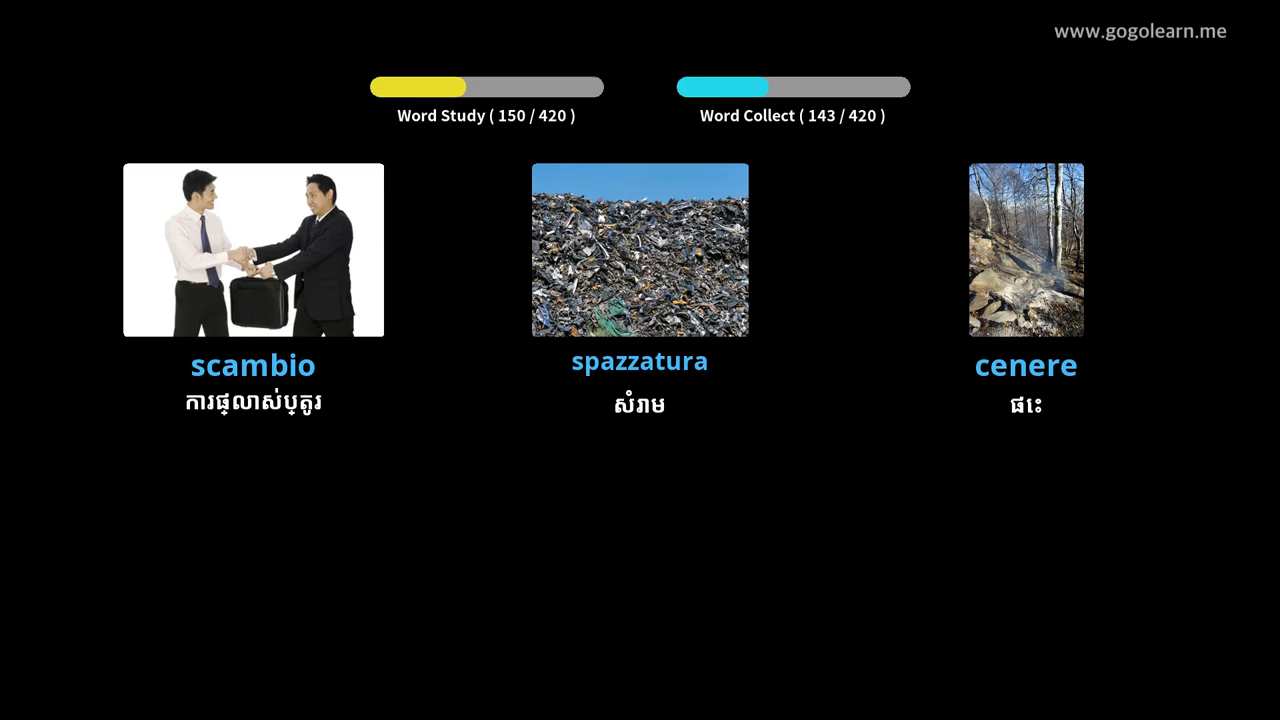 www.gogolearn.me
Word Study ( 150 / 420 )
Word Collect ( 143 / 420 )
scambio
ការផ្លាស់ប្តូរ
spazzatura
សំរាម
cenere
ផេះ